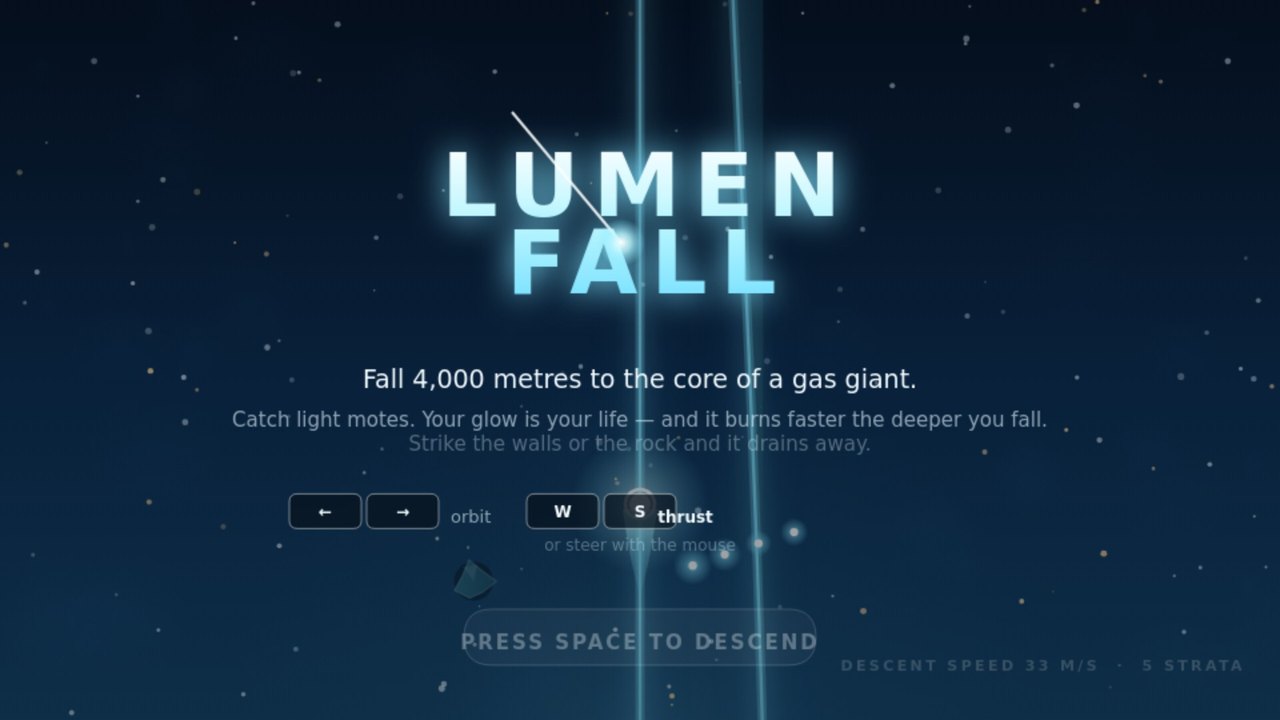 LUMEN
FALL
Fall 4,000 metres to the core of a gas giant.
Catch light motes. Your glow is your life — and it burns faster the deeper you fall.
Strike the walls or the rock and it drains away.
← → orbit W S thrust
or steer with the mouse
PRESS SPACE TO DESCEND
DESCENT SPEED 33 M/S · 5 STRATA